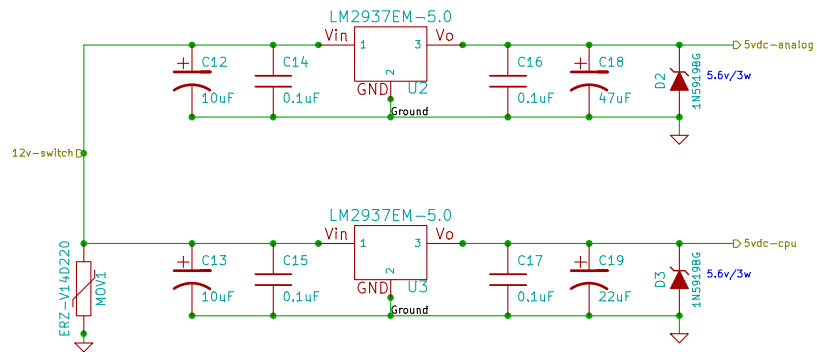 LM2937EM-5.0
Vin
Vo
1
3
2
GND
U2
Ground
C12
10uF
C14
0.1uF
C16
0.1uF
C18
47uF
D2
1N5919BG
5.6v/3w
5vdc-analog
12v-switch
LM2937EM-5.0
Vin
Vo
1
3
2
GND
U3
Ground
ERZ-V14D220
MOV1
C13
10uF
C15
0.1uF
C17
0.1uF
C19
22uF
D3
1N5919BG
5.6v/3w
5vdc-cpu